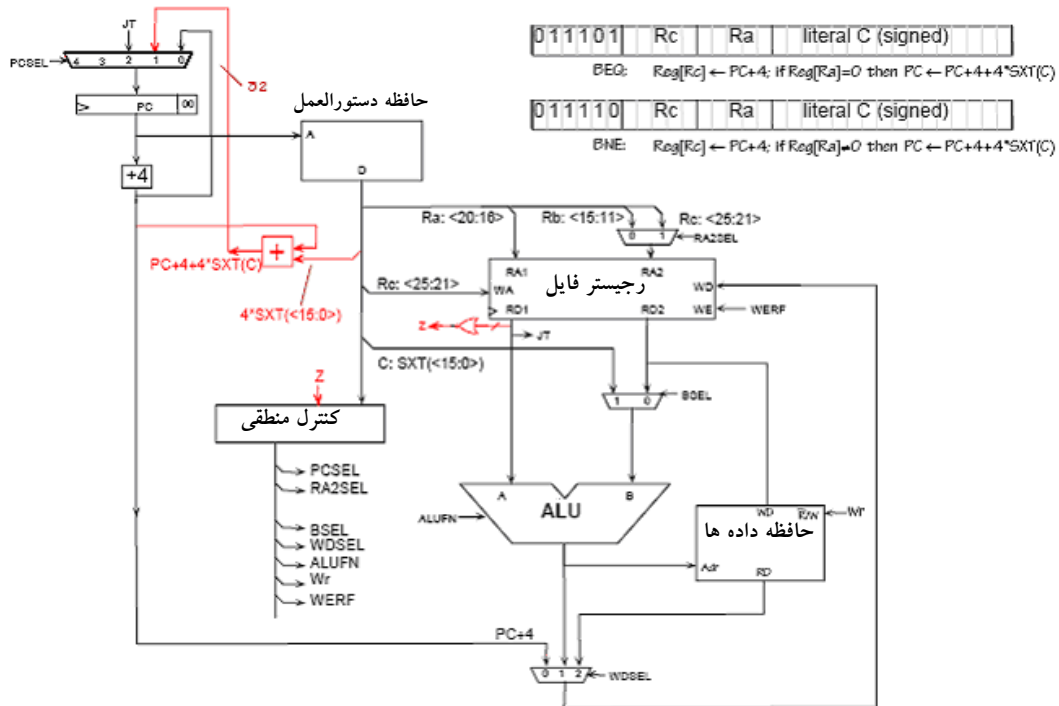 JT
PCSEL
4 3 2 1 0
PC
00
32
+4
حافظه دستورالعمل
A
D
011101 Rc Ra literal C (signed)
BEQ: Reg[Rc] ← PC+4; if Reg[Ra]=0 then PC ← PC+4+4*SXT(C)
011110 Rc Ra literal C (signed)
BNE: Reg[Rc] ← PC+4; if Reg[Ra]≠0 then PC ← PC+4+4*SXT(C)
Ra: <20:16>
Rb: <15:11>
Rc: <25:21>
0 1
RA2SEL
+
PC+4+4*SXT(C)
4*SXT(<15:0>)
Rc: <25:21>
RA1
RA2
WA
رجیستر فایل
WD
RD1
RD2
WE
WERF
Z
JT
C: SXT(<15:0>)
1 0
BSEL
Z
کنترل منطقی
PCSEL
RA2SEL
BSEL
WDSEL
ALUFN
Wr
WERF
A
B
ALU
ALUFN
WD
R/W
Wr
حافظه داده ها
Adr
RD
PC+4
0 1 2
WDSEL